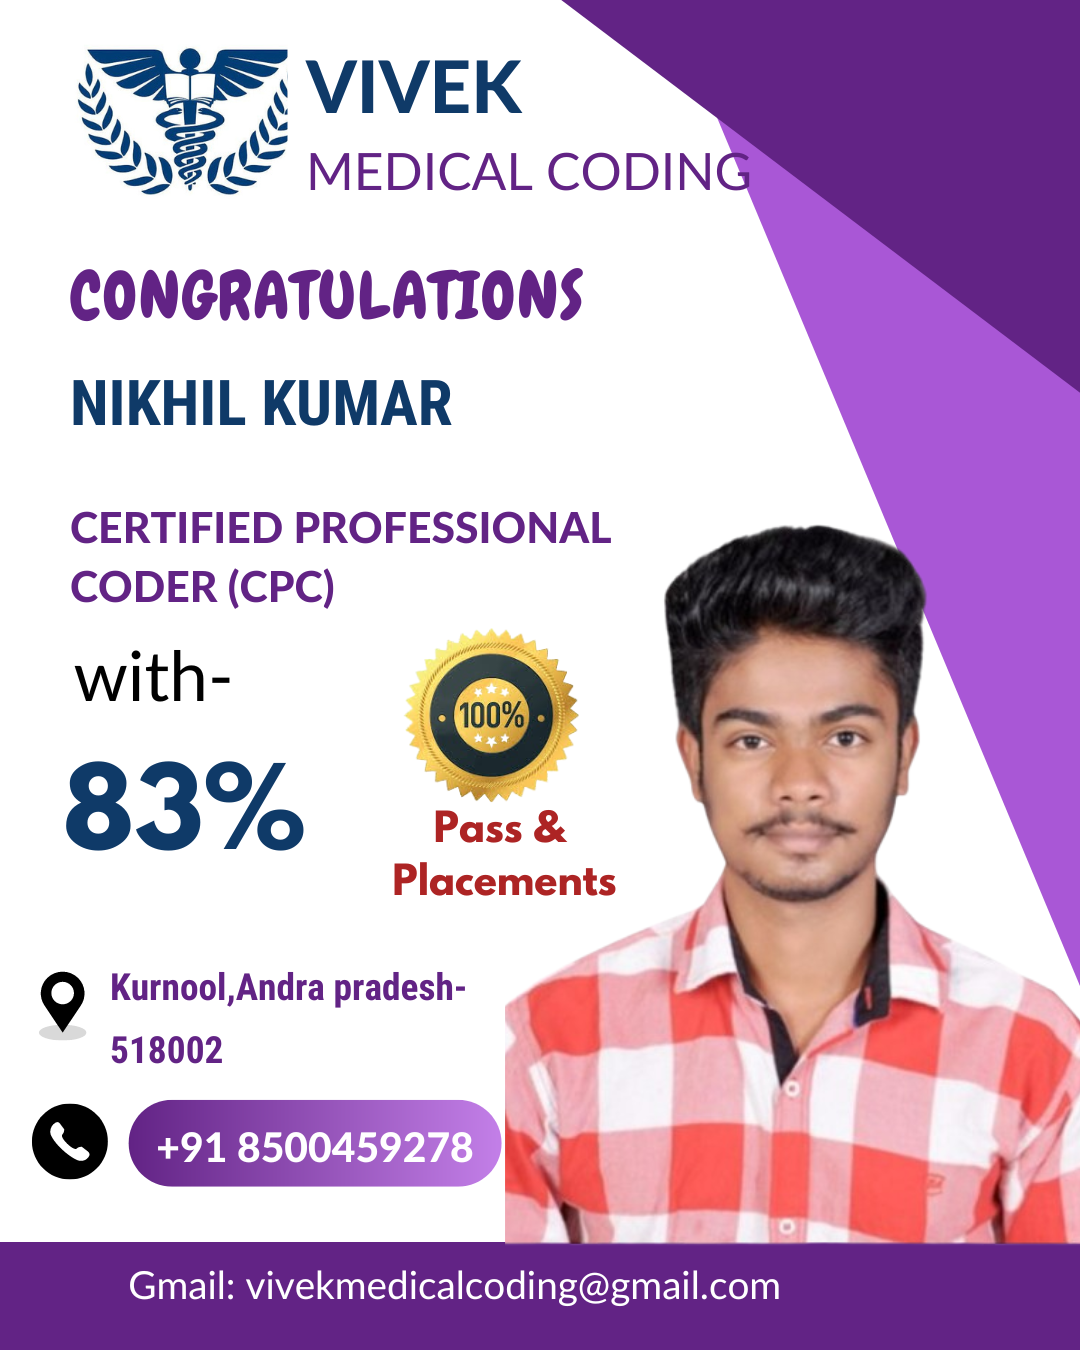 VIVEK
MEDICAL CODING
CONGRATULATIONS
NIKHIL KUMAR
CERTIFIED PROFESSIONAL
CODER (CPC)
with-
100%
83%
Pass &
Placements
Kurnool,Andra pradesh-
518002
+91 8500459278
Gmail: vivekmedicalcoding@gmail.com